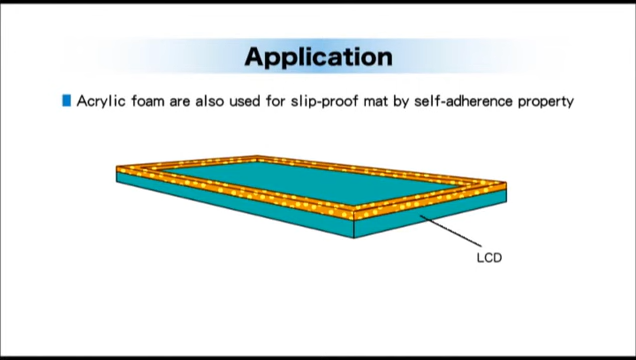 Application
Acrylic foam are also used for slip-proof mat by self-adherence property
LCD